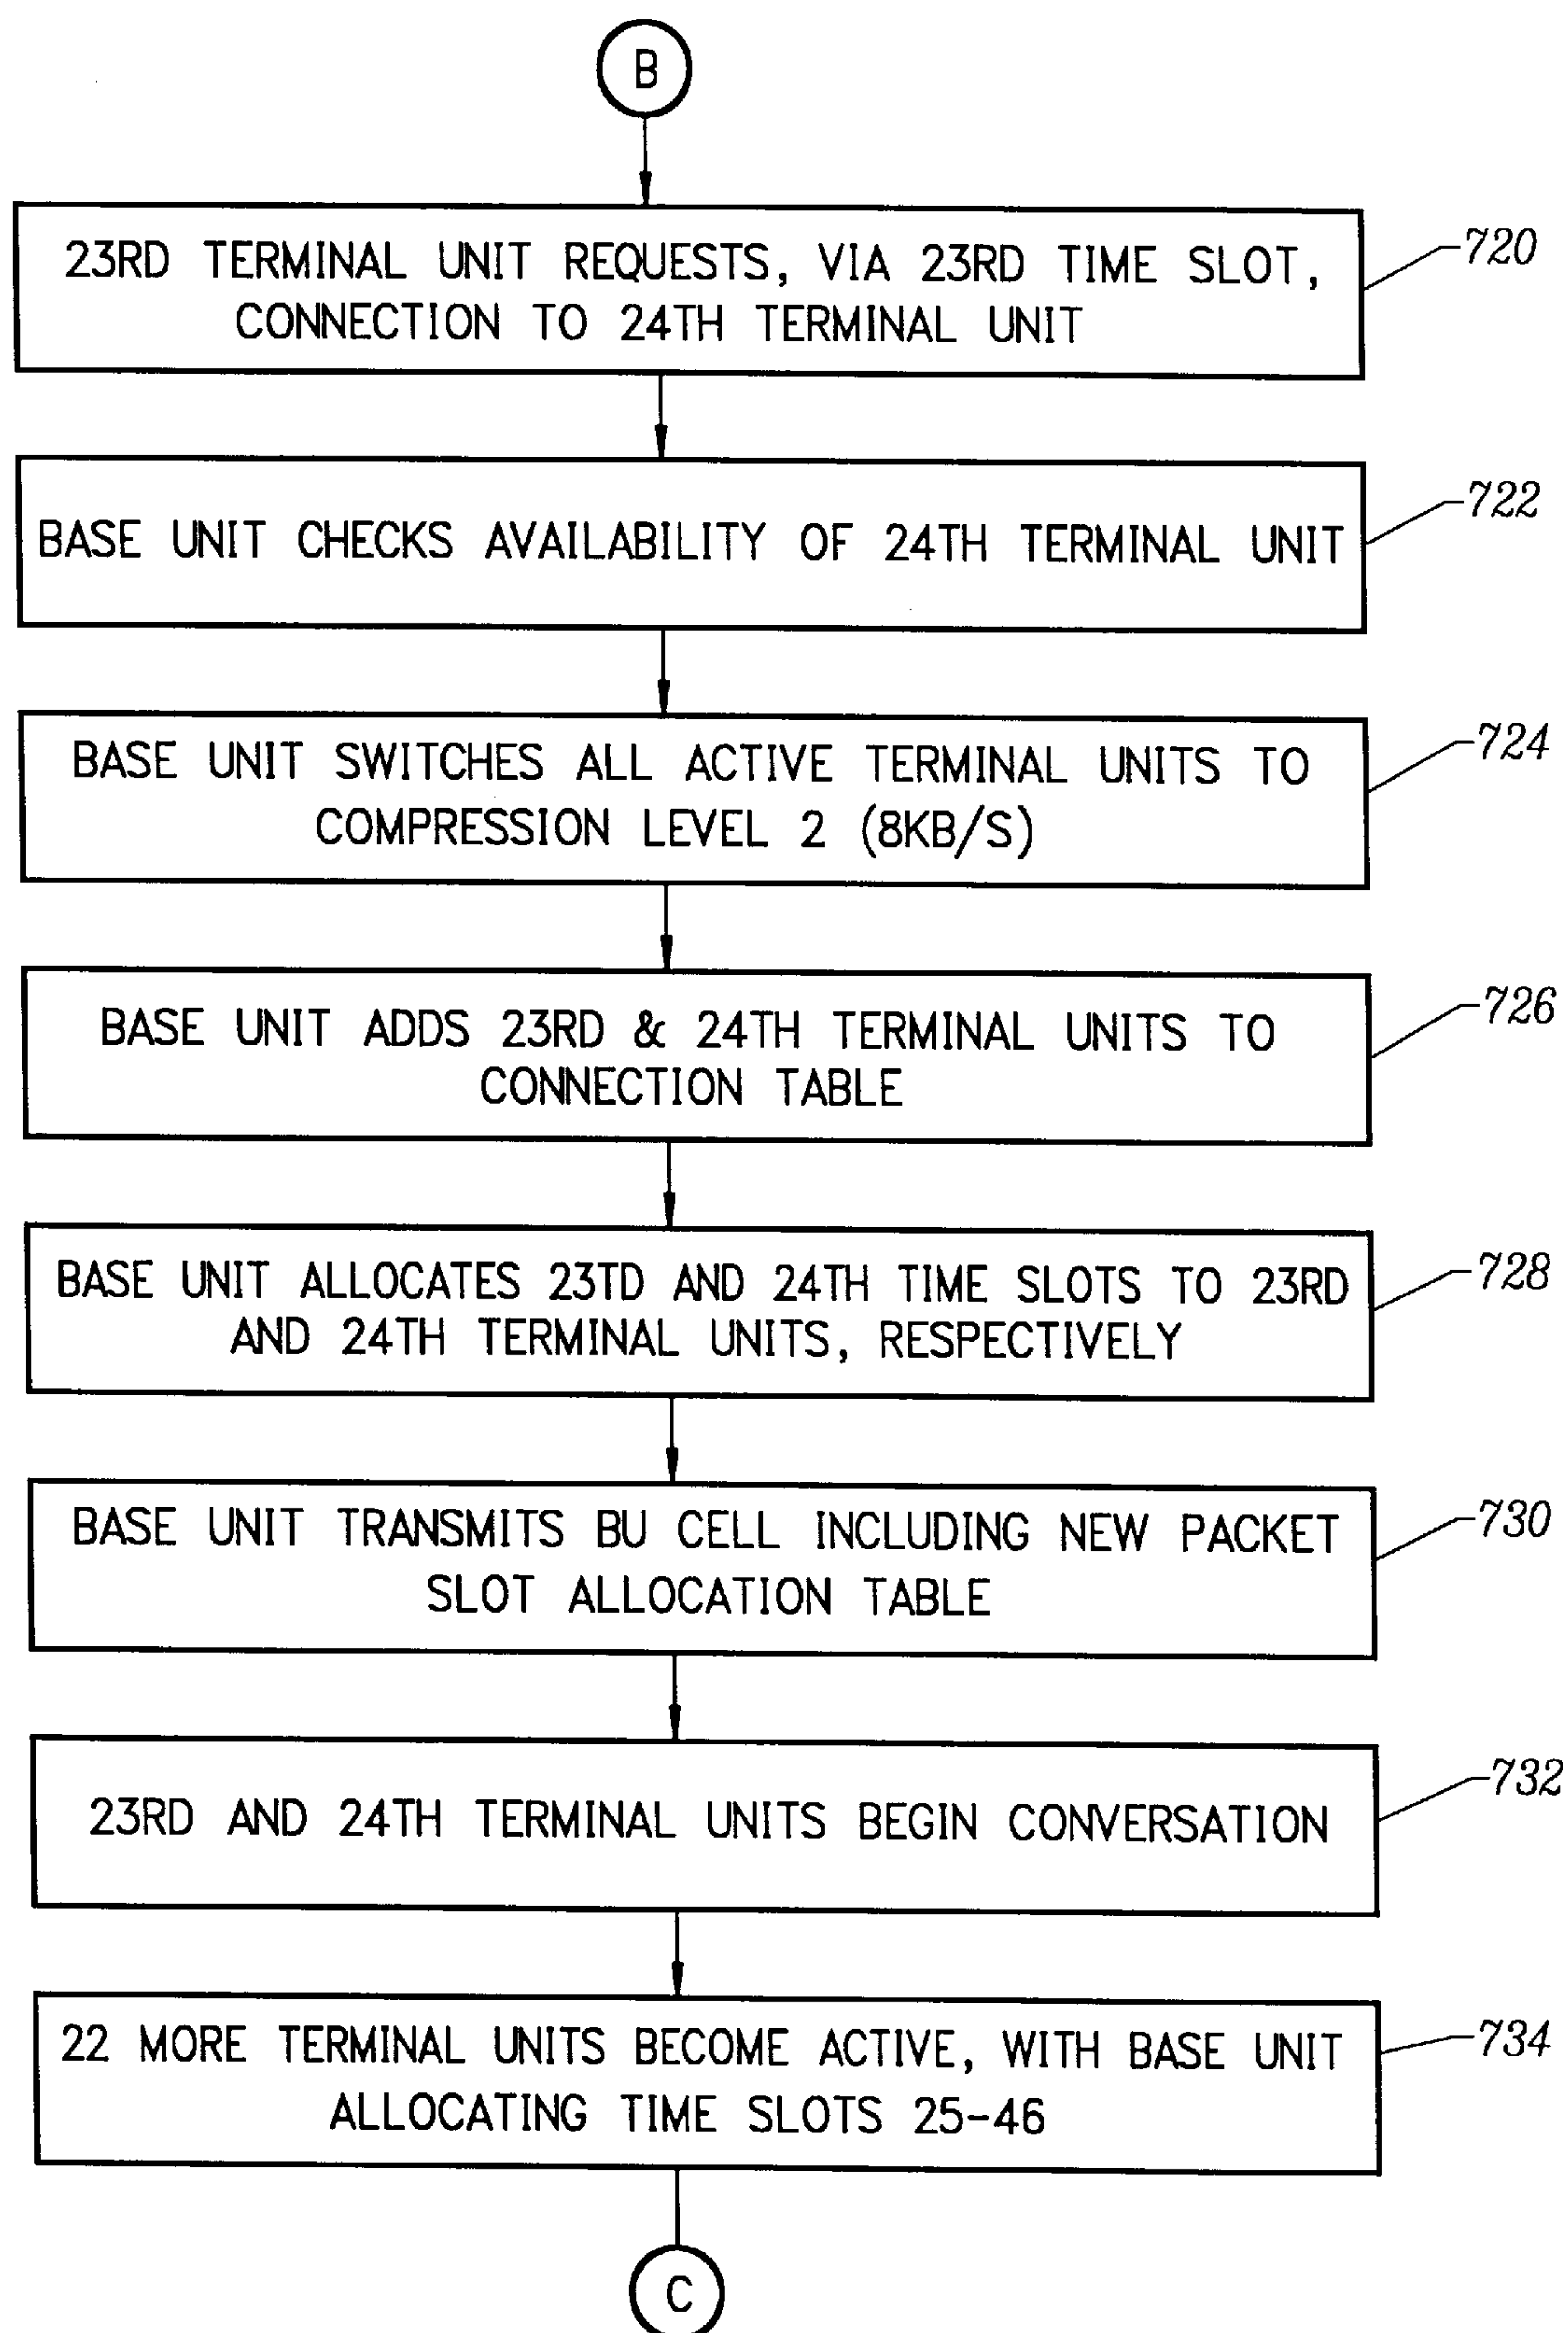 B
23RD TERMINAL UNIT REQUESTS, VIA 23RD TIME SLOT,
CONNECTION TO 24TH TERMINAL UNIT
720
BASE UNIT CHECKS AVAILABILITY OF 24TH TERMINAL UNIT
722
BASE UNIT SWITCHES ALL ACTIVE TERMINAL UNITS TO
COMPRESSION LEVEL 2 (8KB/S)
724
BASE UNIT ADDS 23RD & 24TH TERMINAL UNITS TO
CONNECTION TABLE
726
BASE UNIT ALLOCATES 23TD AND 24TH TIME SLOTS TO 23RD
AND 24TH TERMINAL UNITS, RESPECTIVELY
728
BASE UNIT TRANSMITS BU CELL INCLUDING NEW PACKET
SLOT ALLOCATION TABLE
730
23RD AND 24TH TERMINAL UNITS BEGIN CONVERSATION
732
22 MORE TERMINAL UNITS BECOME ACTIVE, WITH BASE UNIT
ALLOCATING TIME SLOTS 25-46
734
C